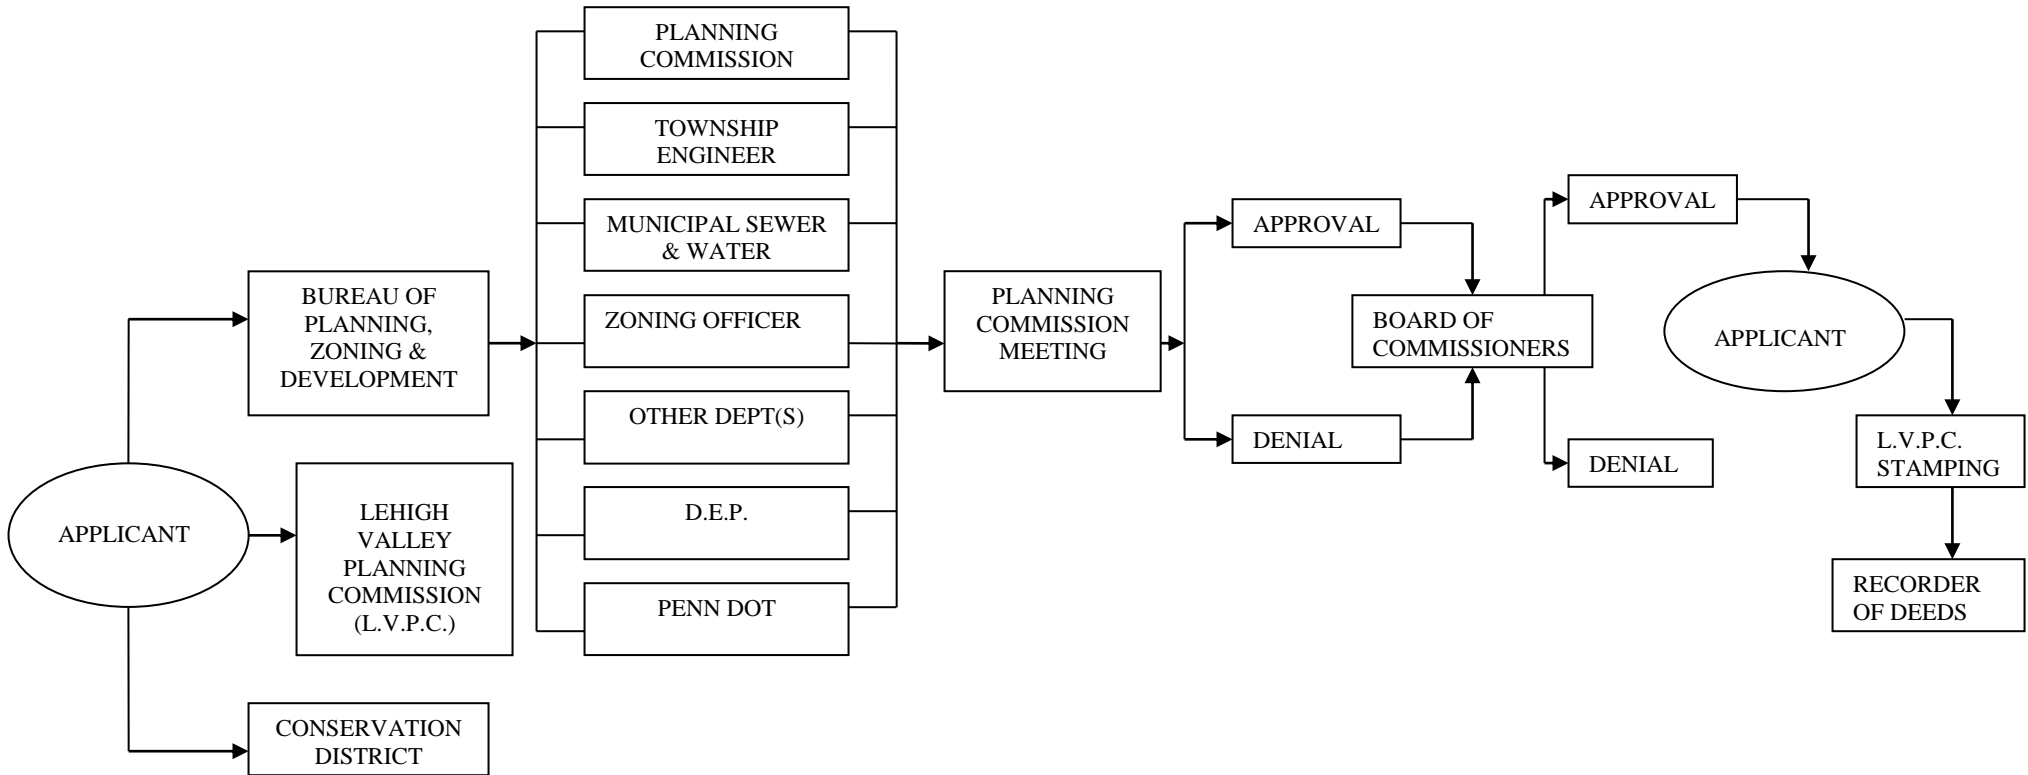 PLANNING
COMMISSION
TOWNSHIP
ENGINEER
MUNICIPAL SEWER
& WATER
ZONING OFFICER
OTHER DEPT(S)
D.E.P.
PENN DOT
BUREAU OF
PLANNING,
ZONING &
DEVELOPMENT
APPLICANT
LEHIGH
VALLEY
PLANNING
COMMISSION
(L.V.P.C.)
CONSERVATION
DISTRICT
PLANNING
COMMISSION
MEETING
APPROVAL
DENIAL
BOARD OF
COMMISSIONERS
APPROVAL
DENIAL
APPLICANT
L.V.P.C.
STAMPING
RECORDER
OF DEEDS